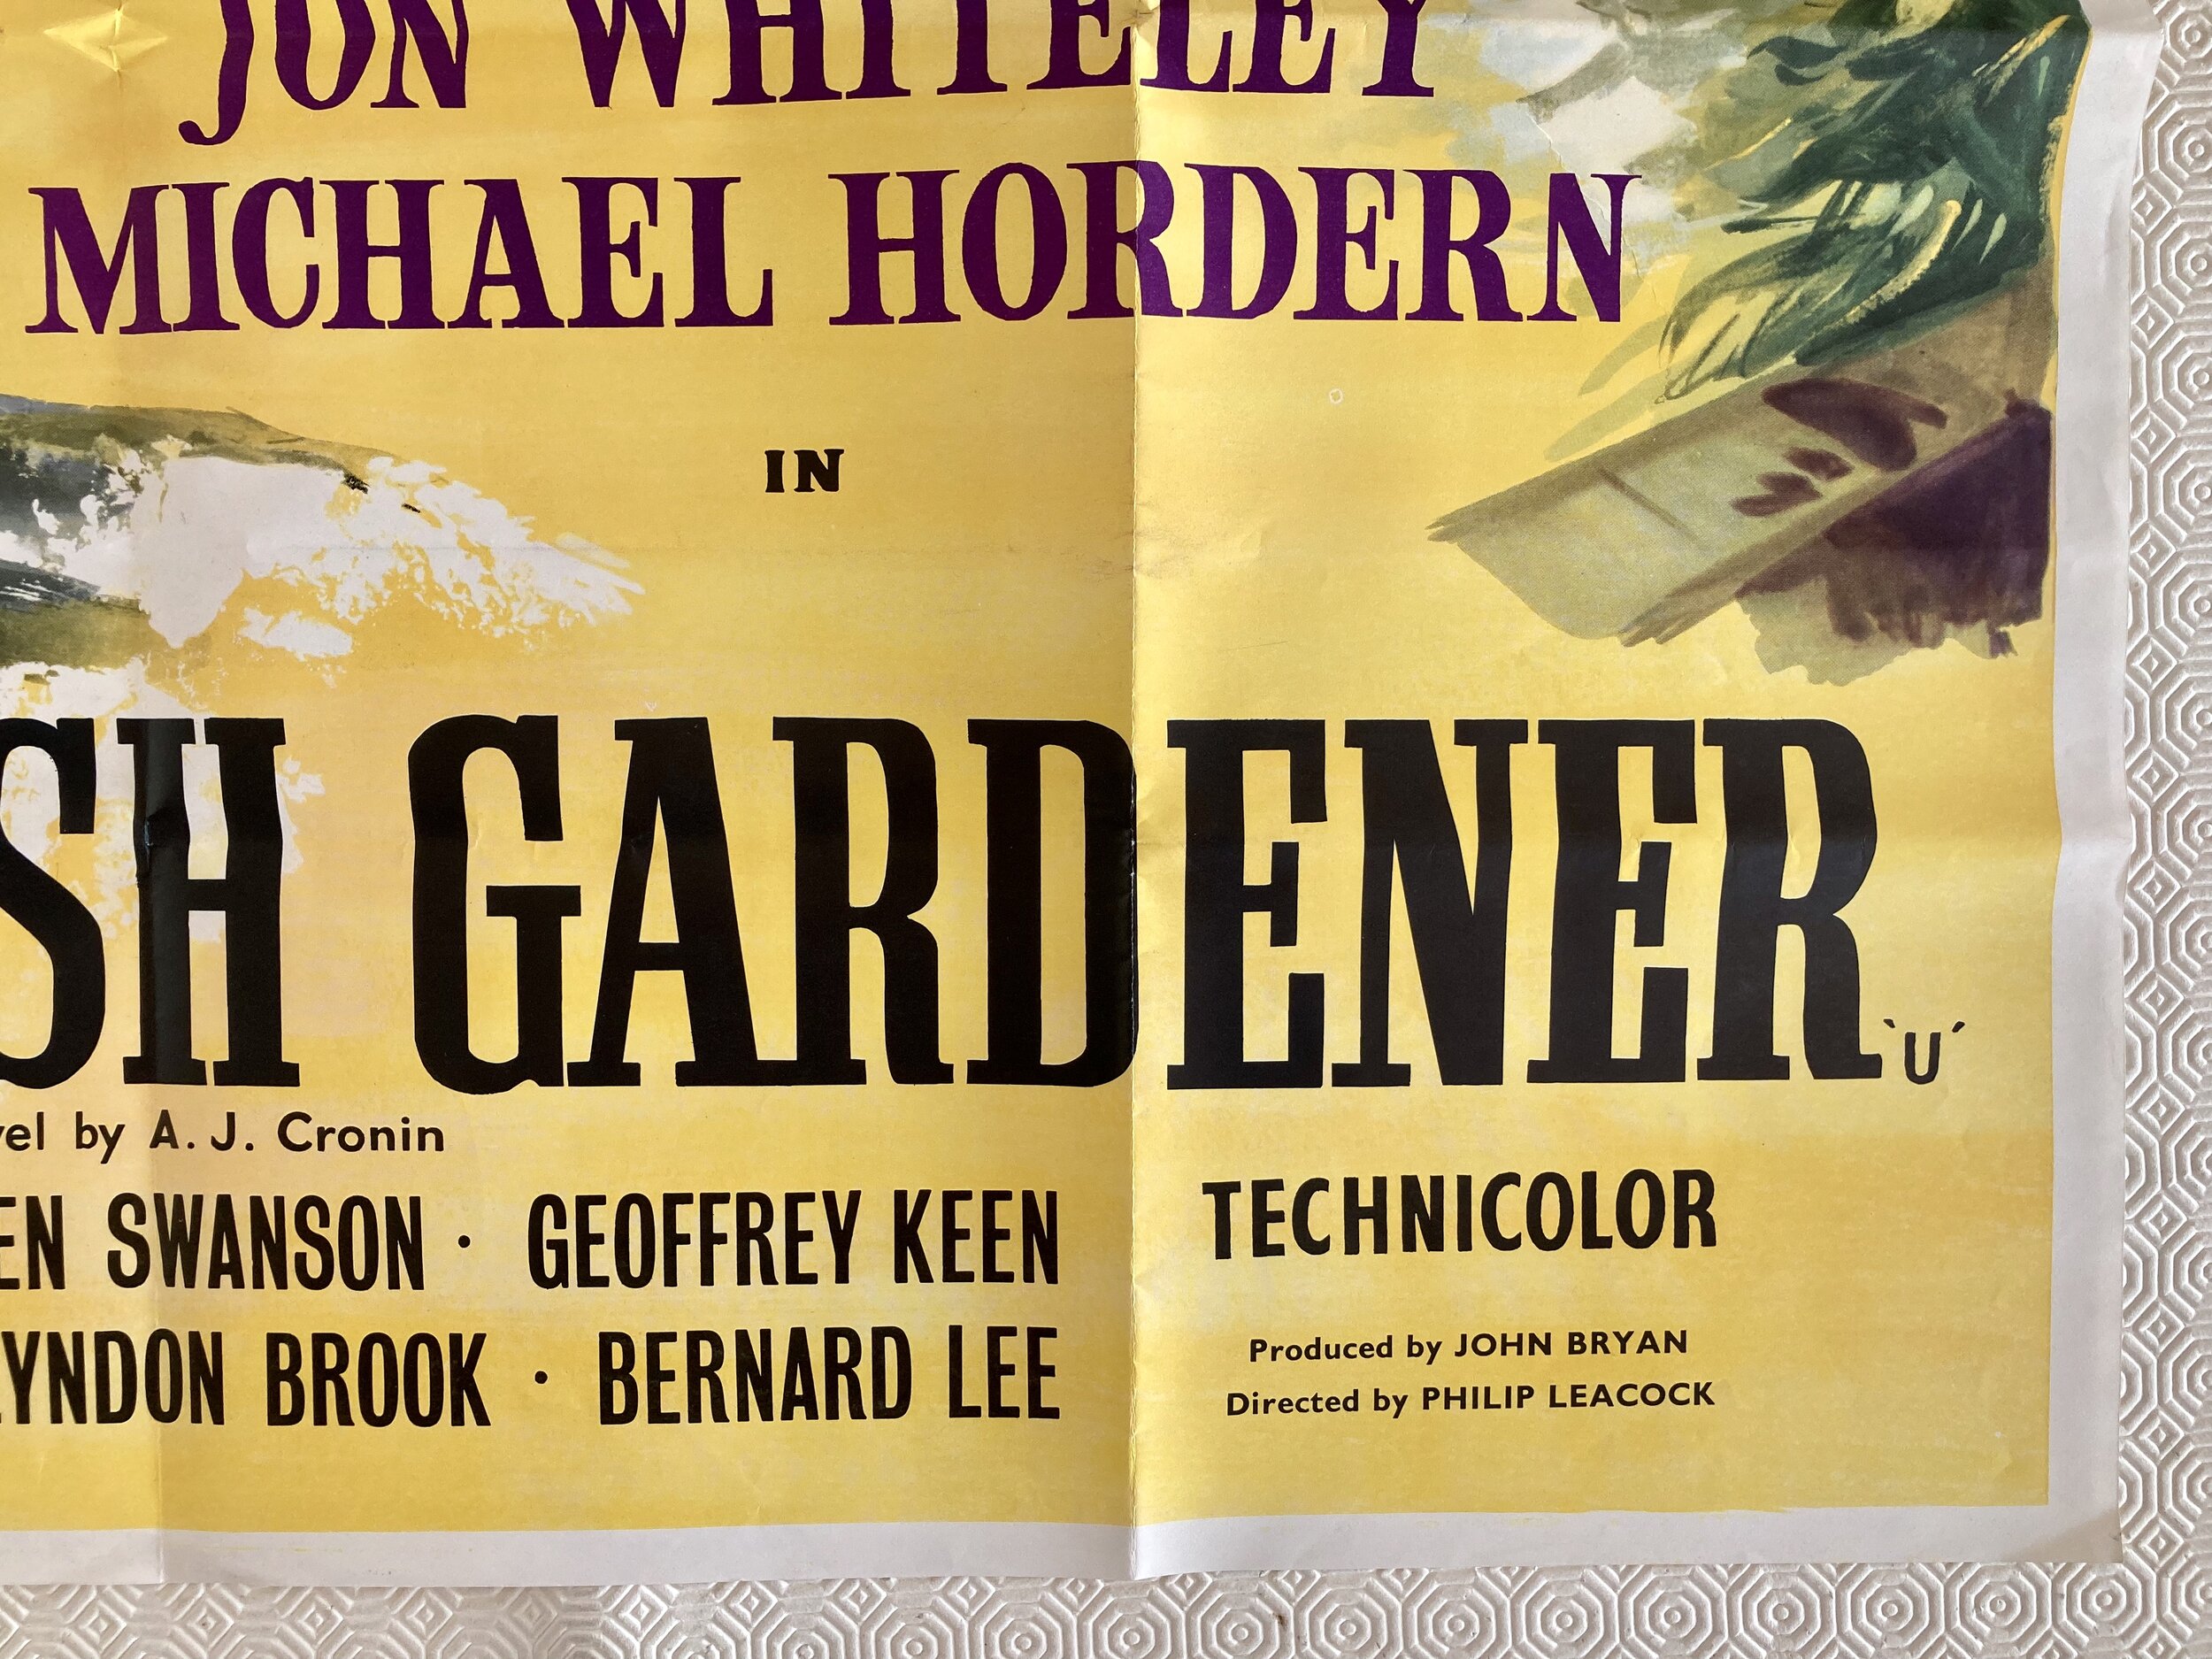 JON WHITELEY
MICHAEL HORDERN
IN
SH GARDENER 'U'
vel by A. J. Cronin
EN SWANSON · GEOFFREY KEEN
YNDON BROOK · BERNARD LEE
TECHNICOLOR
Produced by JOHN BRYAN
Directed by PHILIP LEACOCK